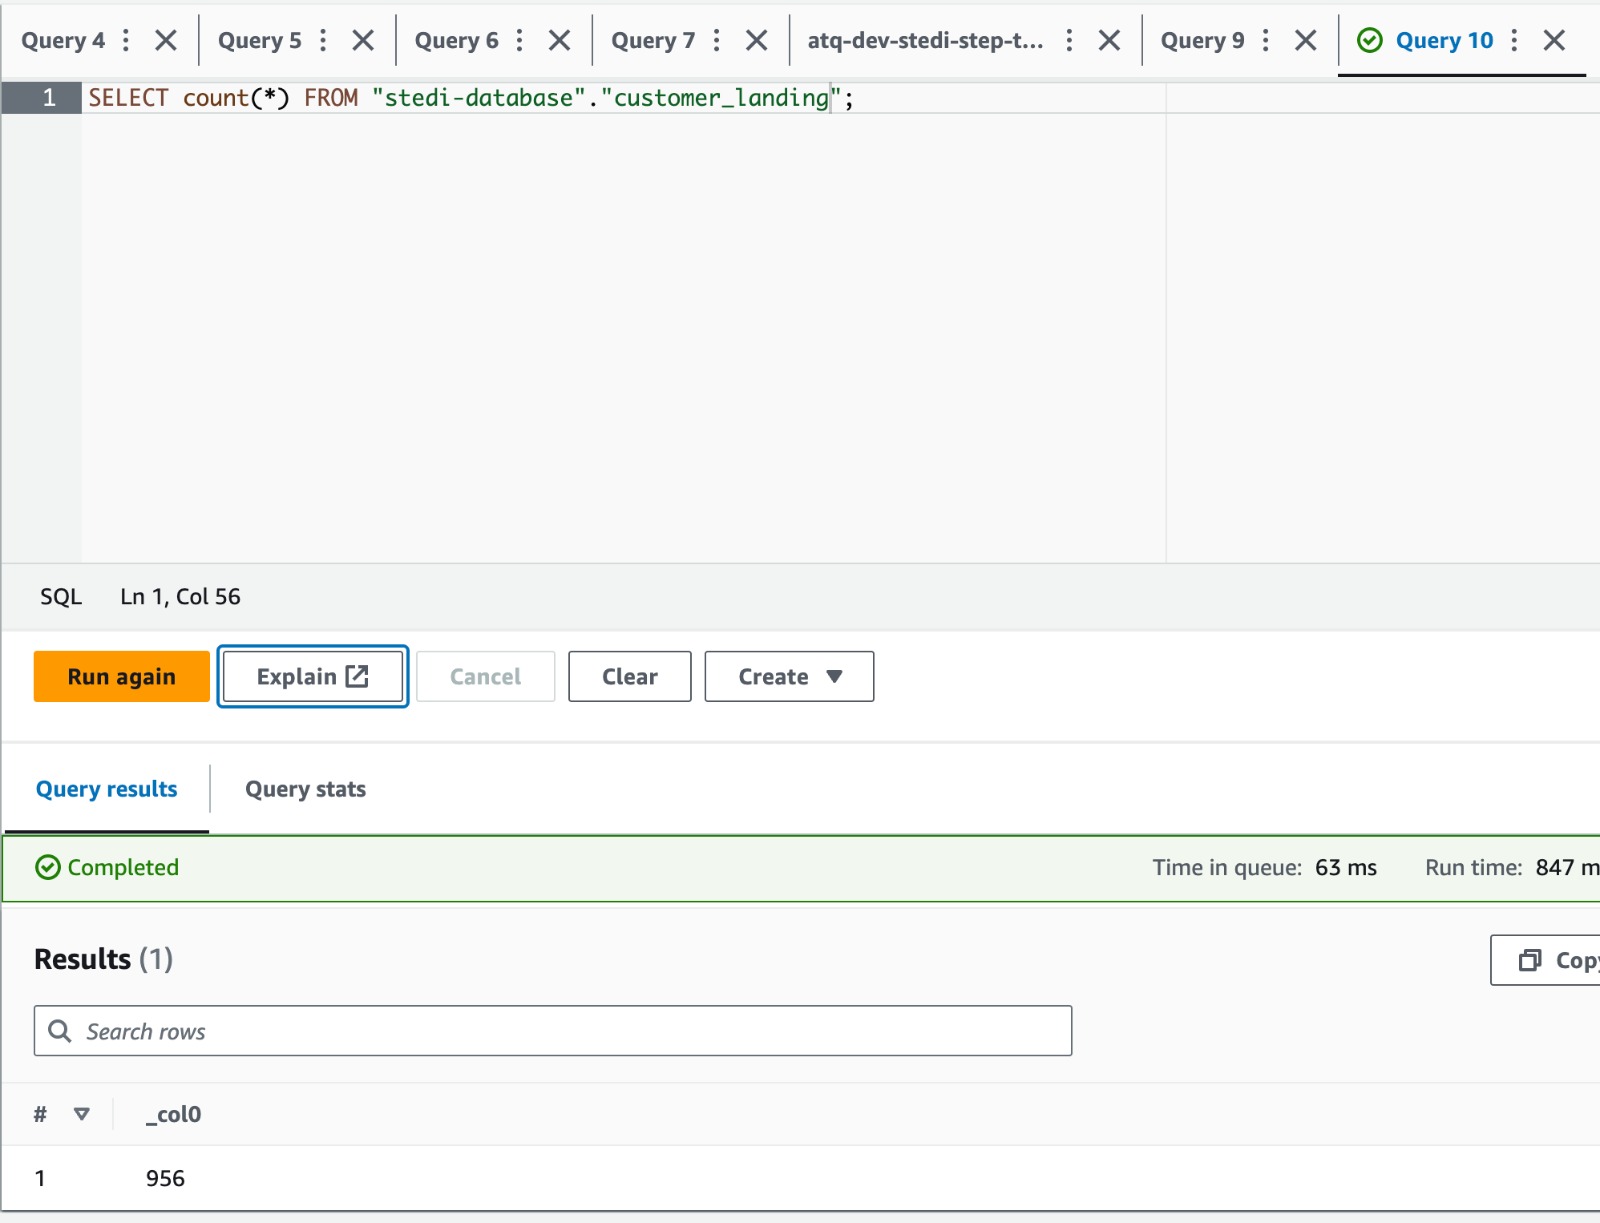 Query 4 Query 5 Query 6 Query 7 atq-dev-stedi-step-t... Query 9 Query 10
1 SELECT count(*) FROM "stedi-database"."customer_landing";
SQL Ln 1, Col 56
Run again Explain Cancel Clear Create
Query results Query stats
Completed Time in queue: 63 ms Run time: 847 m
Results (1) Copy
Search rows
# _col0
1 956